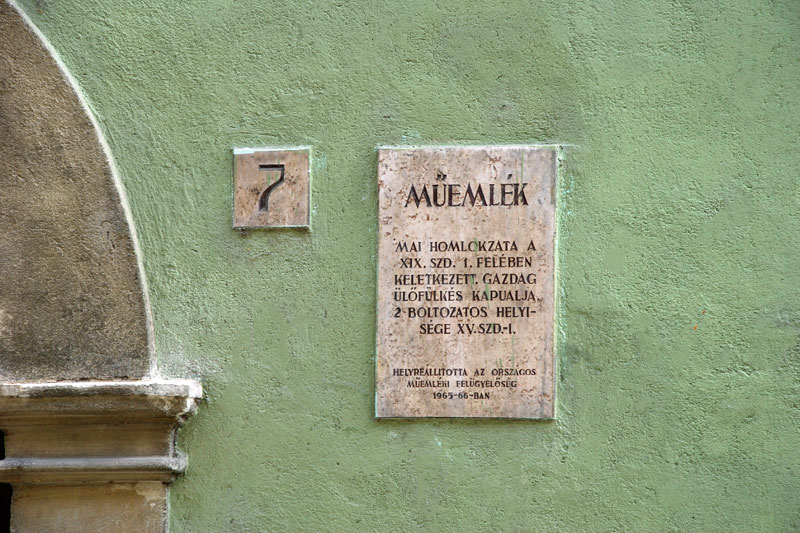 7
MŰEMLÉK
MAI HOMLOKZATA A
XIX. SZD. 1. FELÉBEN
KELETKEZETT. GAZDAG
ÜLŐFÜLKÉS KAPUALJA,
2 BOLTOZATOS HELYI-
SÉGE XV. SZD.-I.
HELYREÁLLITOTTA AZ ORSZÁGOS
MŰEMLÉKI FELÜGYELŐSÉG
1965-66-BAN